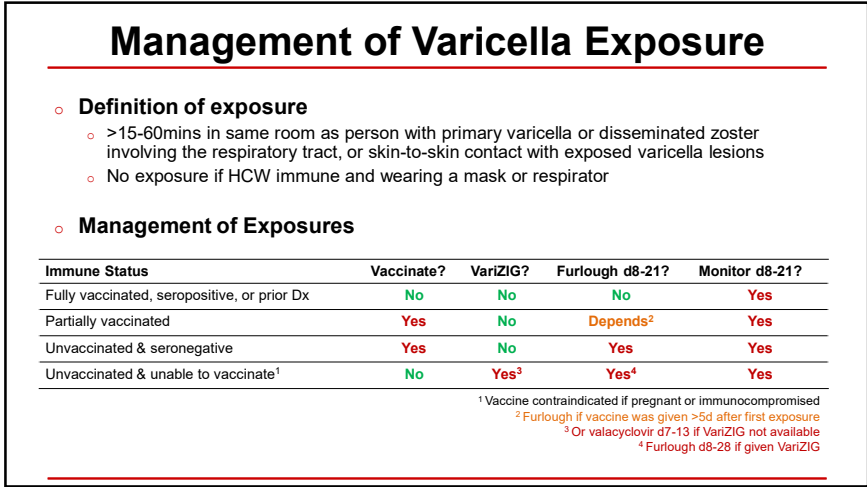 Management of Varicella Exposure
○ Definition of exposure
○ >15-60mins in same room as person with primary varicella or disseminated zoster
involving the respiratory tract, or skin-to-skin contact with exposed varicella lesions
○ No exposure if HCW immune and wearing a mask or respirator
○ Management of Exposures
Immune Status Vaccinate? VariZIG? Furlough d8-21? Monitor d8-21?
Fully vaccinated, seropositive, or prior Dx No No No Yes
Partially vaccinated Yes No Depends² Yes
Unvaccinated & seronegative Yes No Yes Yes
Unvaccinated & unable to vaccinate¹ No Yes³ Yes⁴ Yes
¹ Vaccine contraindicated if pregnant or immunocompromised
² Furlough if vaccine was given >5d after first exposure
³ Or valacyclovir d7-13 if VariZIG not available
⁴ Furlough d8-28 if given VariZIG